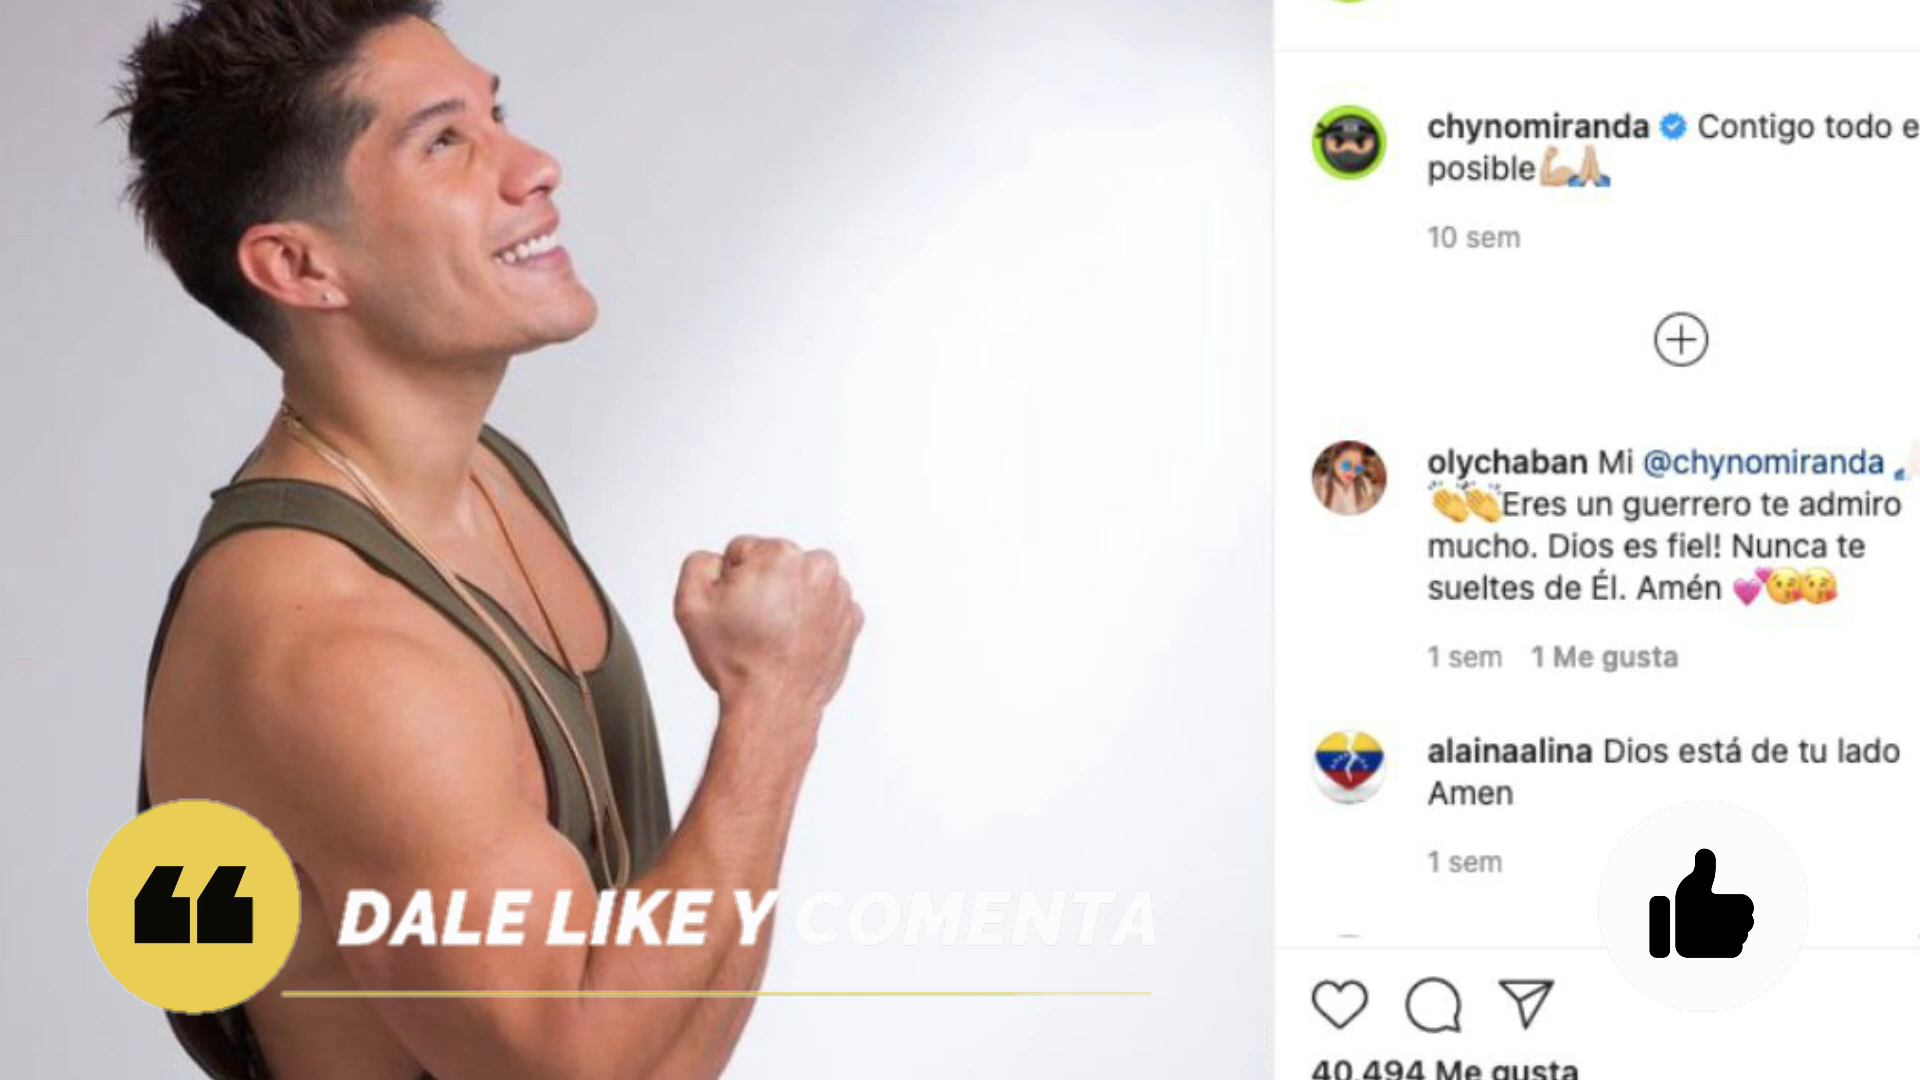 chynomiranda Contigo todo e
posible
10 sem
olychaban Mi @chynomiranda
Eres un guerrero te admiro
mucho. Dios es fiel! Nunca te
sueltes de Él. Amén
1 sem 1 Me gusta
alainaalina Dios está de tu lado
Amen
1 sem
DALE LIKE Y COMENTA
40.494 Me gusta